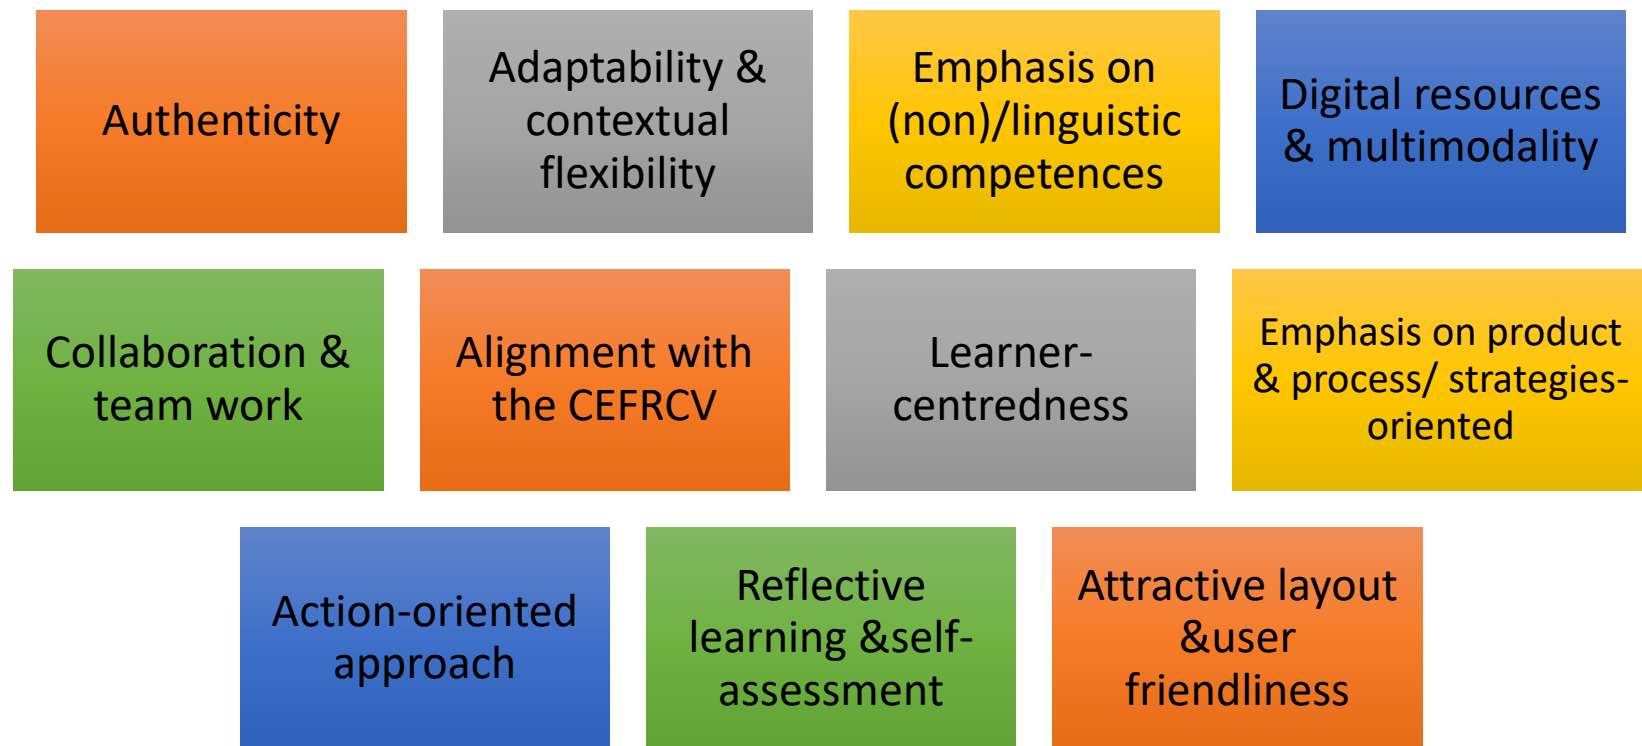 Authenticity
Adaptability &
contextual
flexibility
Emphasis on
(non)/linguistic
competences
Digital resources
& multimodality
Collaboration &
team work
Alignment with
the CEFRCV
Learner-
centredness
Emphasis on product
& process/ strategies-
oriented
Action-oriented
approach
Reflective
learning &self-
assessment
Attractive layout
&user
friendliness